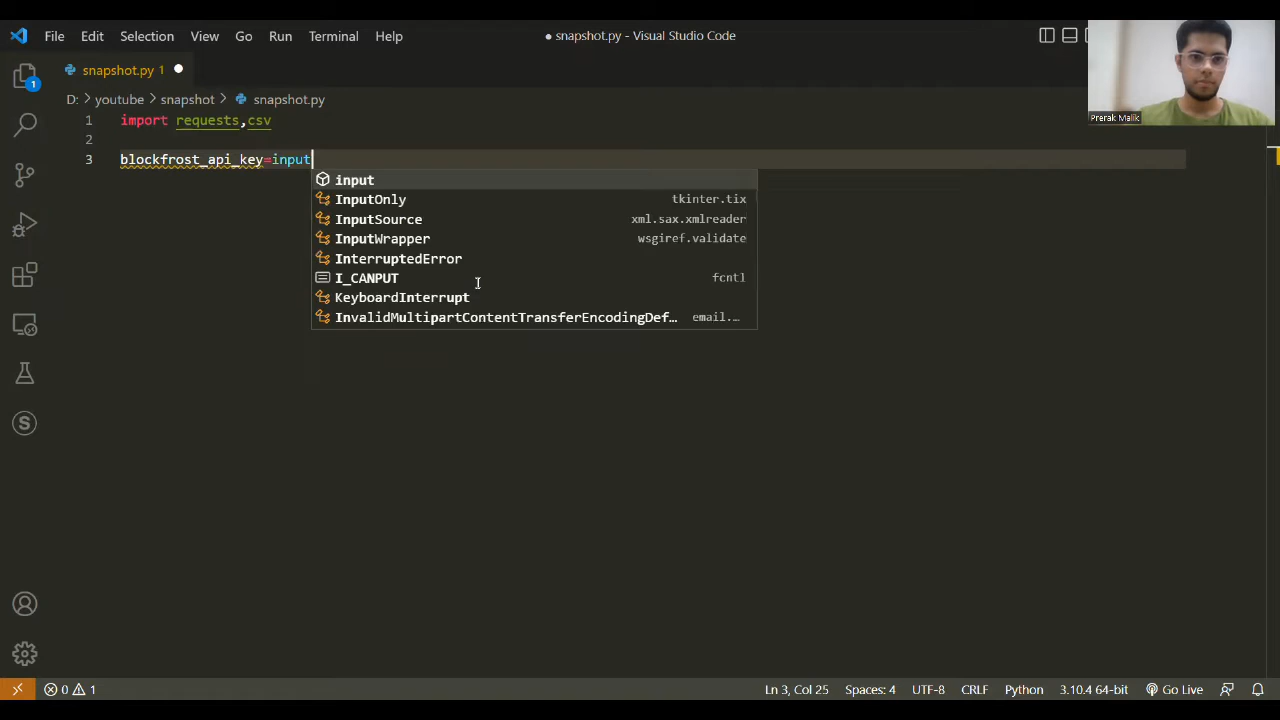 File Edit Selection View Go Run Terminal Help
● snapshot.py - Visual Studio Code
snapshot.py 1
D: > youtube > snapshot > snapshot.py
1 import requests,csv
2
3 blockfrost_api_key=input
input
InputOnly tkinter.tix
InputSource xml.sax.xmlreader
InputWrapper wsgiref.validate
InterruptedError
I_CANPUT fcntl
KeyboardInterrupt
InvalidMultipartContentTransferEncodingDef… email.…
Prerak Malik
1
0 1 Ln 3, Col 25 Spaces: 4 UTF-8 CRLF Python 3.10.4 64-bit Go Live